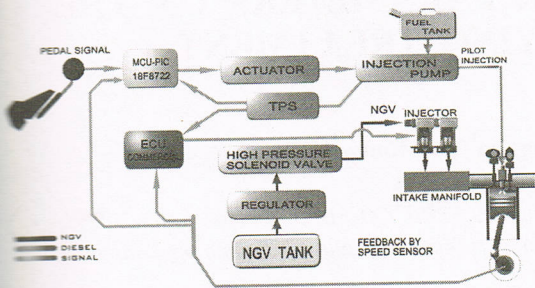 FUEL
TANK
PEDAL SIGNAL
MCU-PIC
18F8722
ACTUATOR
INJECTION
PUMP
PILOT
INJECTION
TPS
NGV
INJECTOR
ECU
COMMERCIAL
HIGH PRESSURE
SOLENOID VALVE
INTAKE MANIFOLD
REGULATOR
NGV TANK
FEEDBACK BY
SPEED SENSOR
NGV
DIESEL
SIGNAL